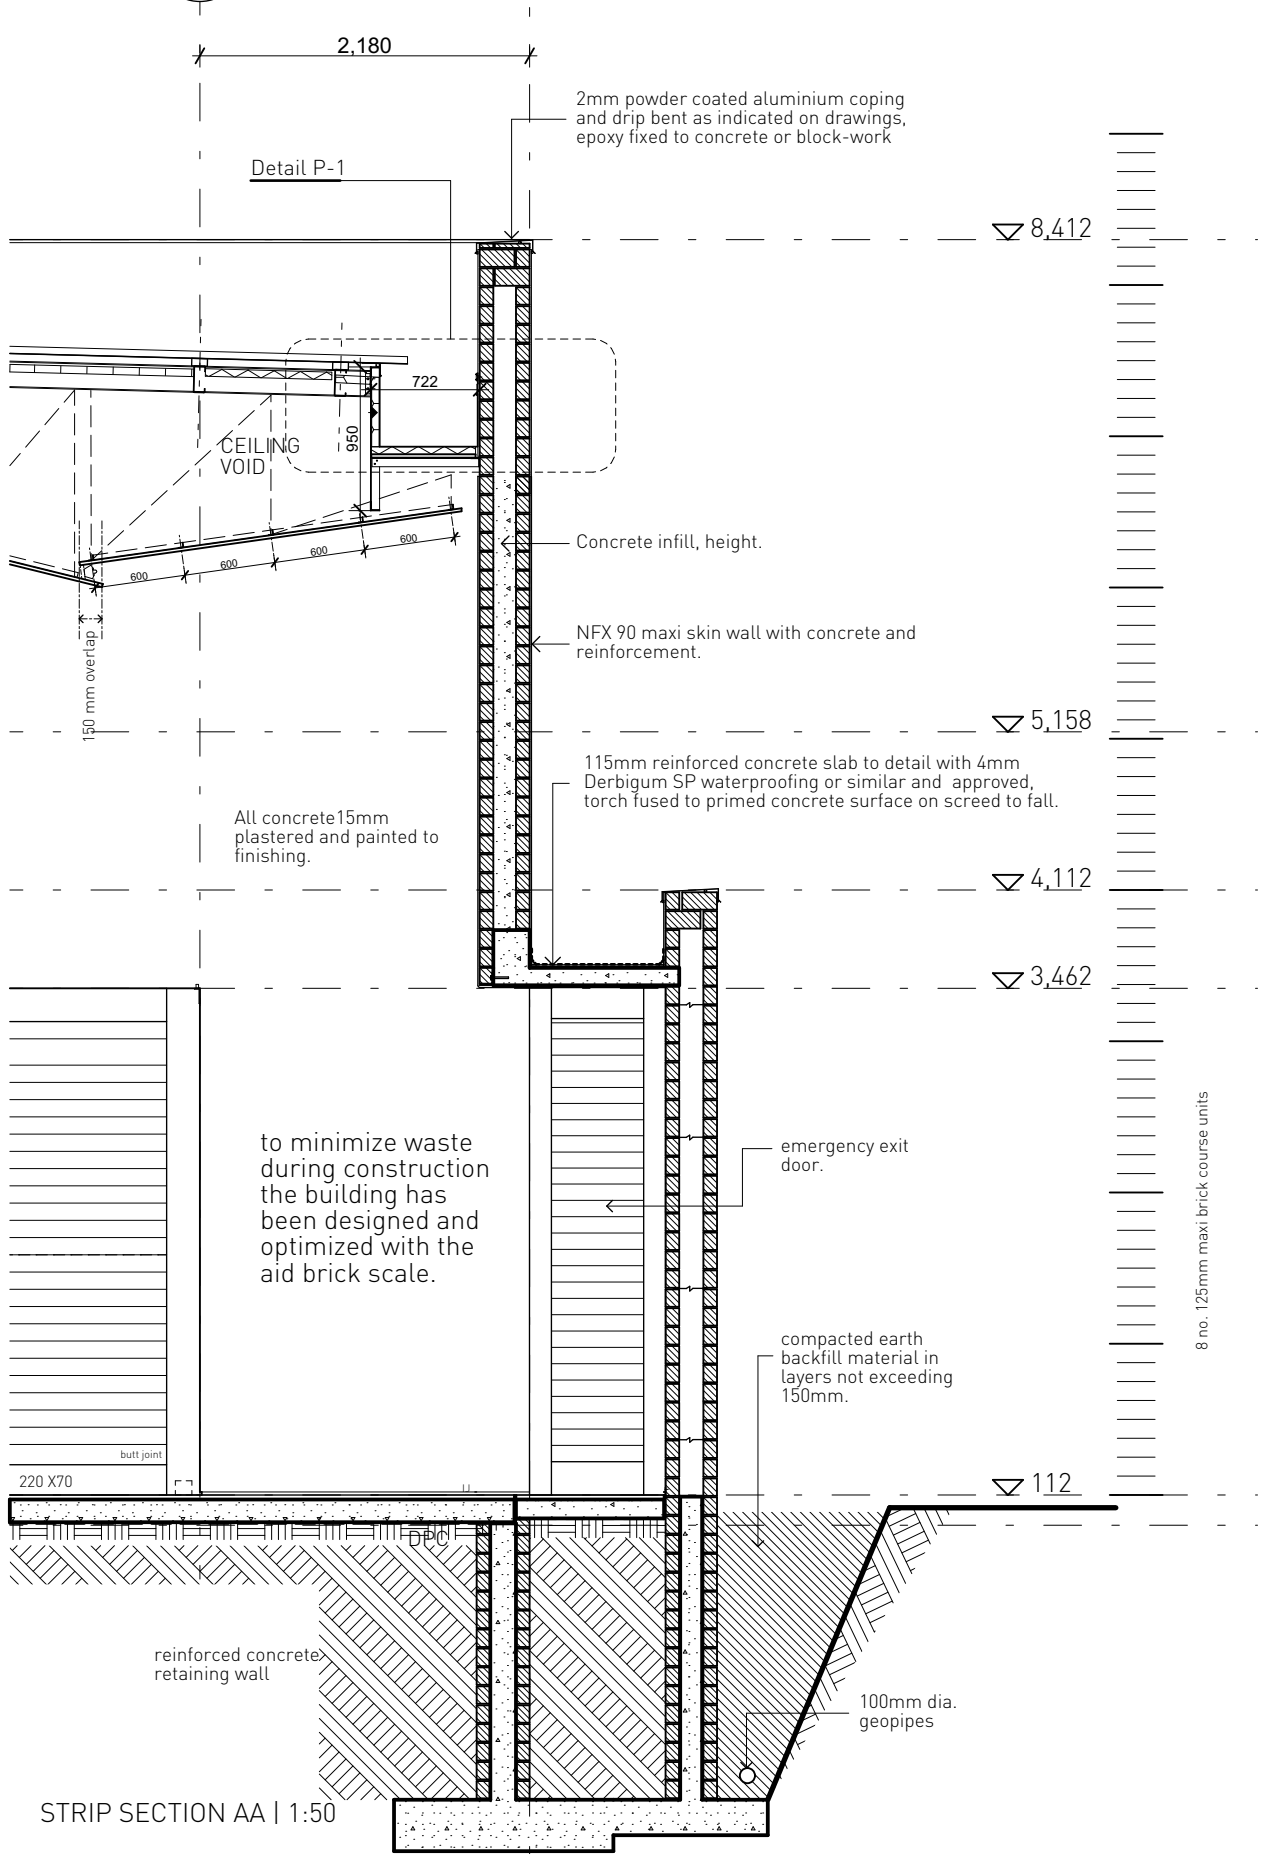 2,180
2mm powder coated aluminium coping
and drip bent as indicated on drawings,
epoxy fixed to concrete or block-work
Detail P-1
8,412
722
CEILING
VOID
950
Concrete infill, height.
600
600
600
600
NFX 90 maxi skin wall with concrete and
reinforcement.
150 mm overlap
5,158
115mm reinforced concrete slab to detail with 4mm
Derbigum SP waterproofing or similar and approved,
torch fused to primed concrete surface on screed to fall.
All concrete15mm
plastered and painted to
finishing.
4,112
3,462
8 no. 125mm maxi brick course units
to minimize waste
during construction
the building has
been designed and
optimized with the
aid brick scale.
emergency exit
door.
compacted earth
backfill material in
layers not exceeding
150mm.
butt joint
220 X70
112
DPC
reinforced concrete
retaining wall
100mm dia.
geopipes
STRIP SECTION AA | 1:50